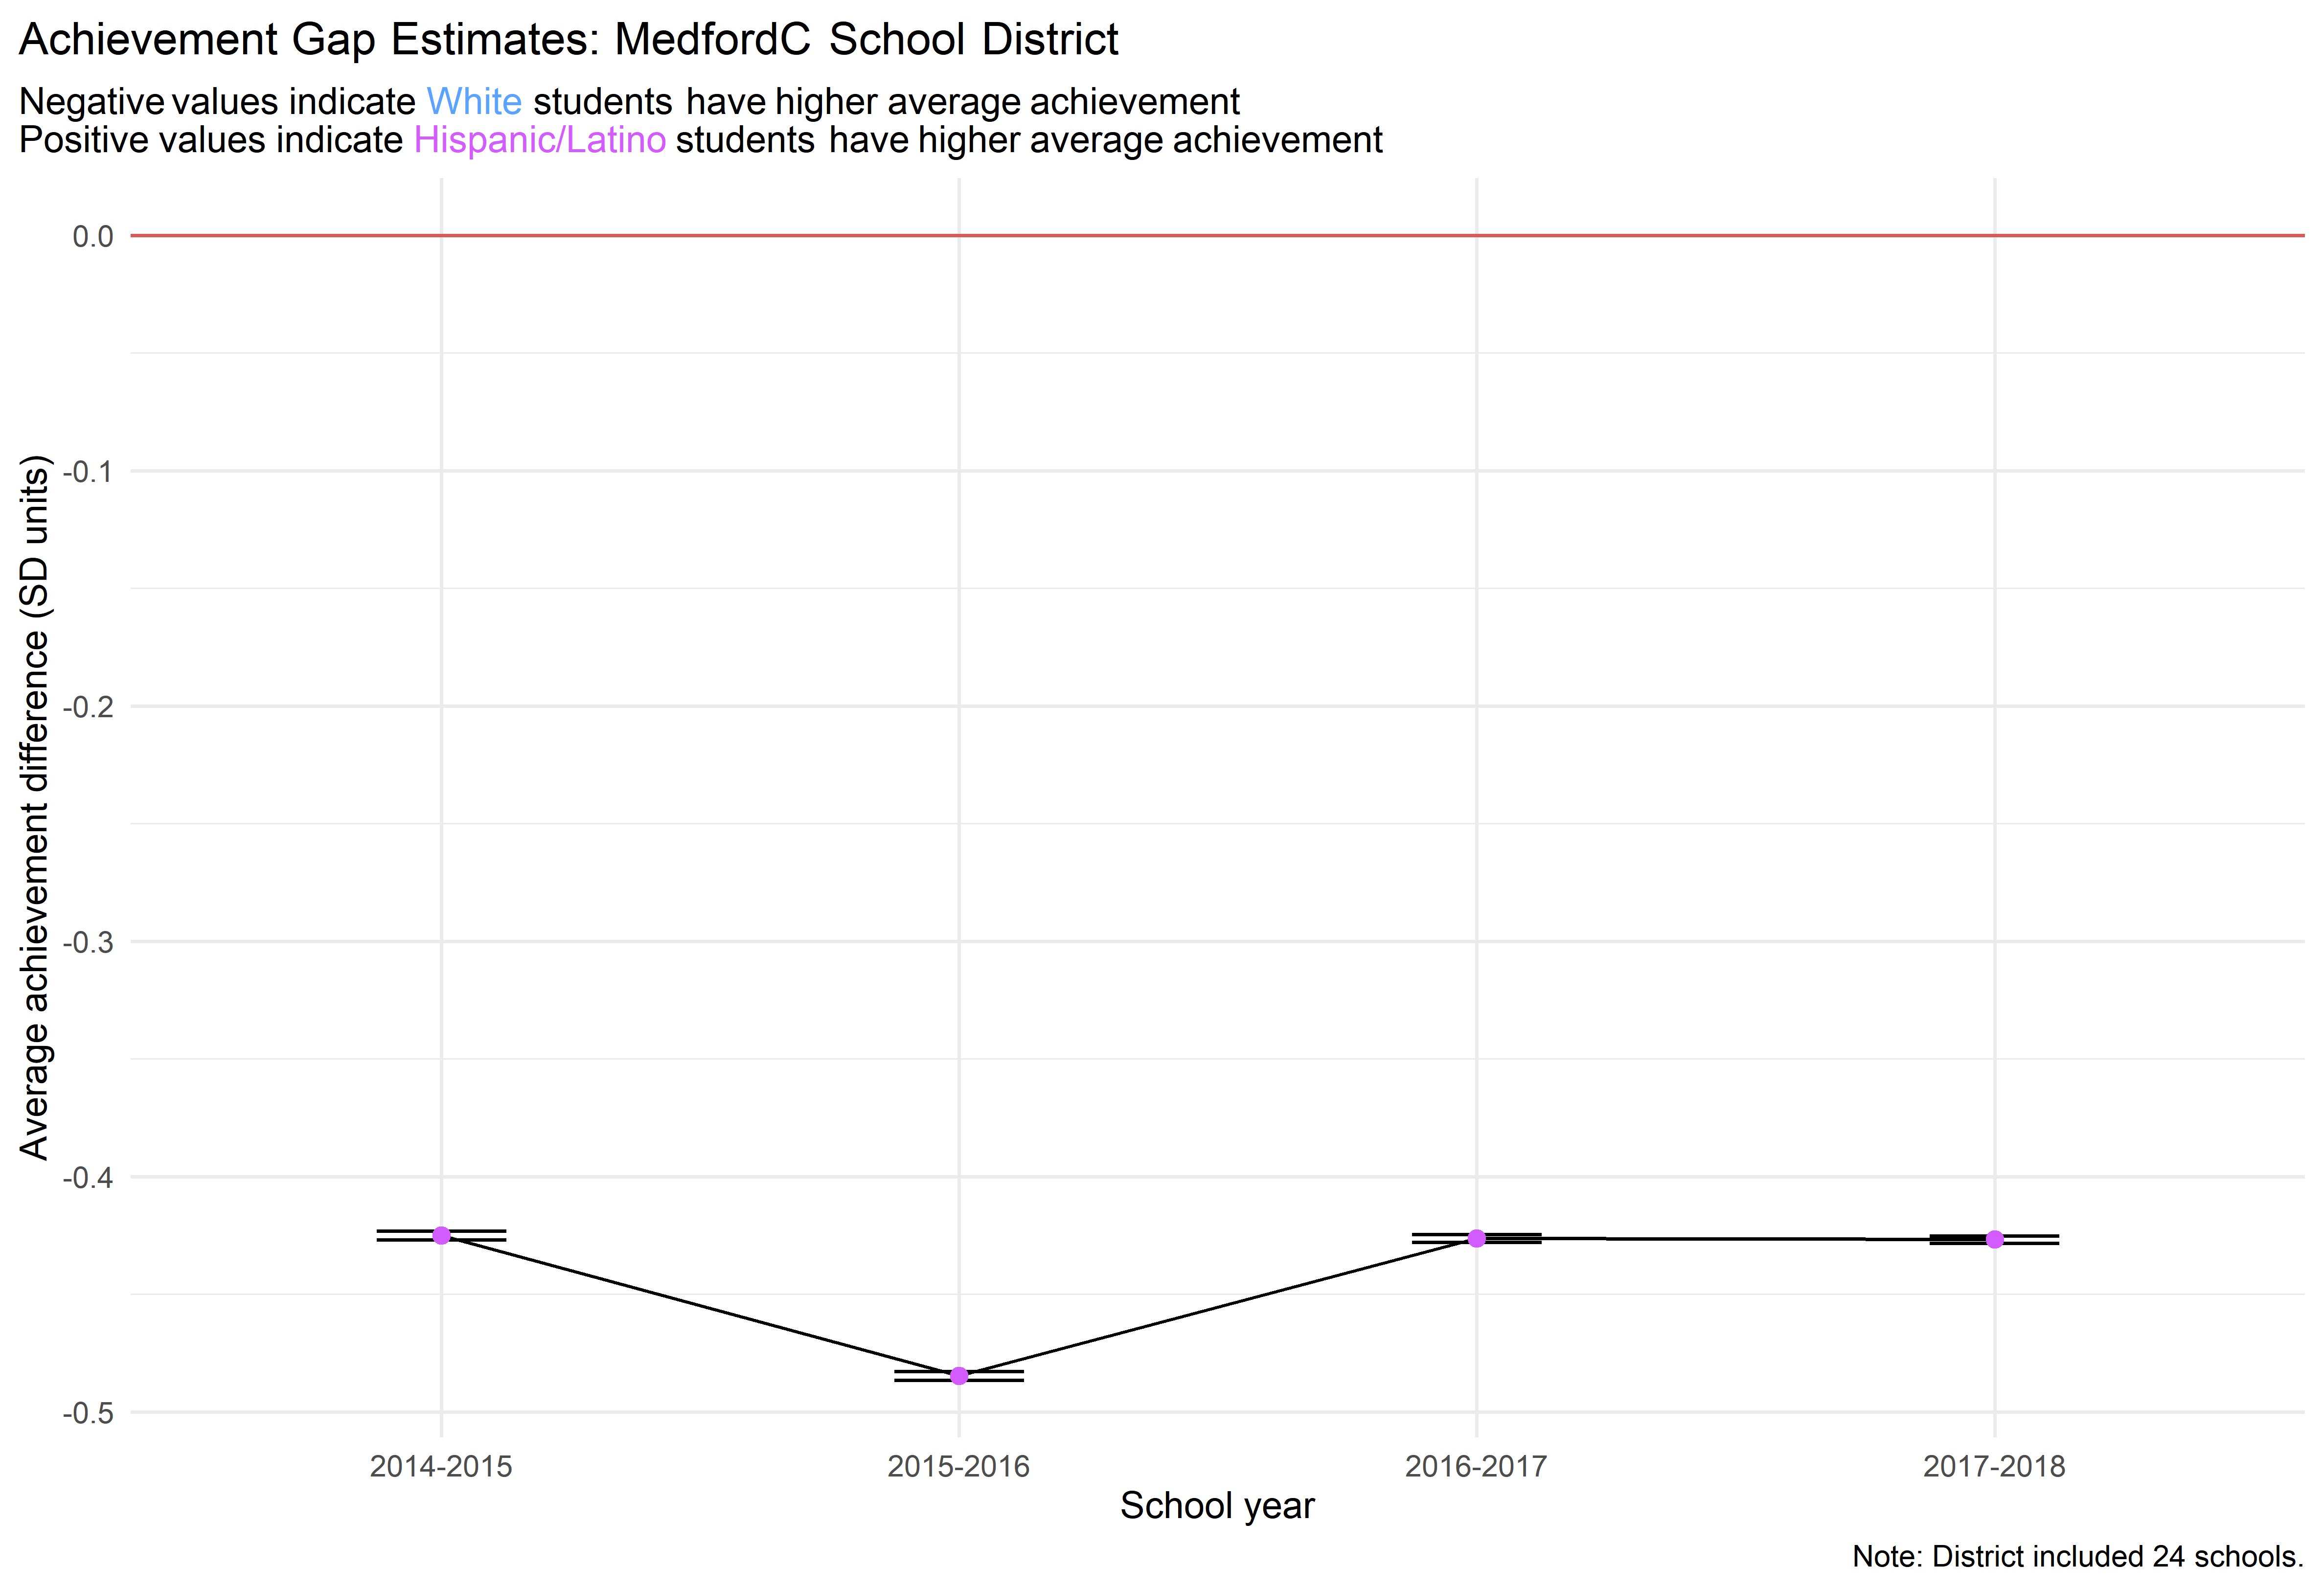 Achievement Gap Estimates: MedfordC School District
Negative values indicate White students have higher average achievement
Positive values indicate Hispanic/Latino students have higher average achievement
Average achievement difference (SD units)
0.0
-0.1
-0.2
-0.3
-0.4
-0.5
2014-2015
2015-2016
2016-2017
2017-2018
School year
Note: District included 24 schools.